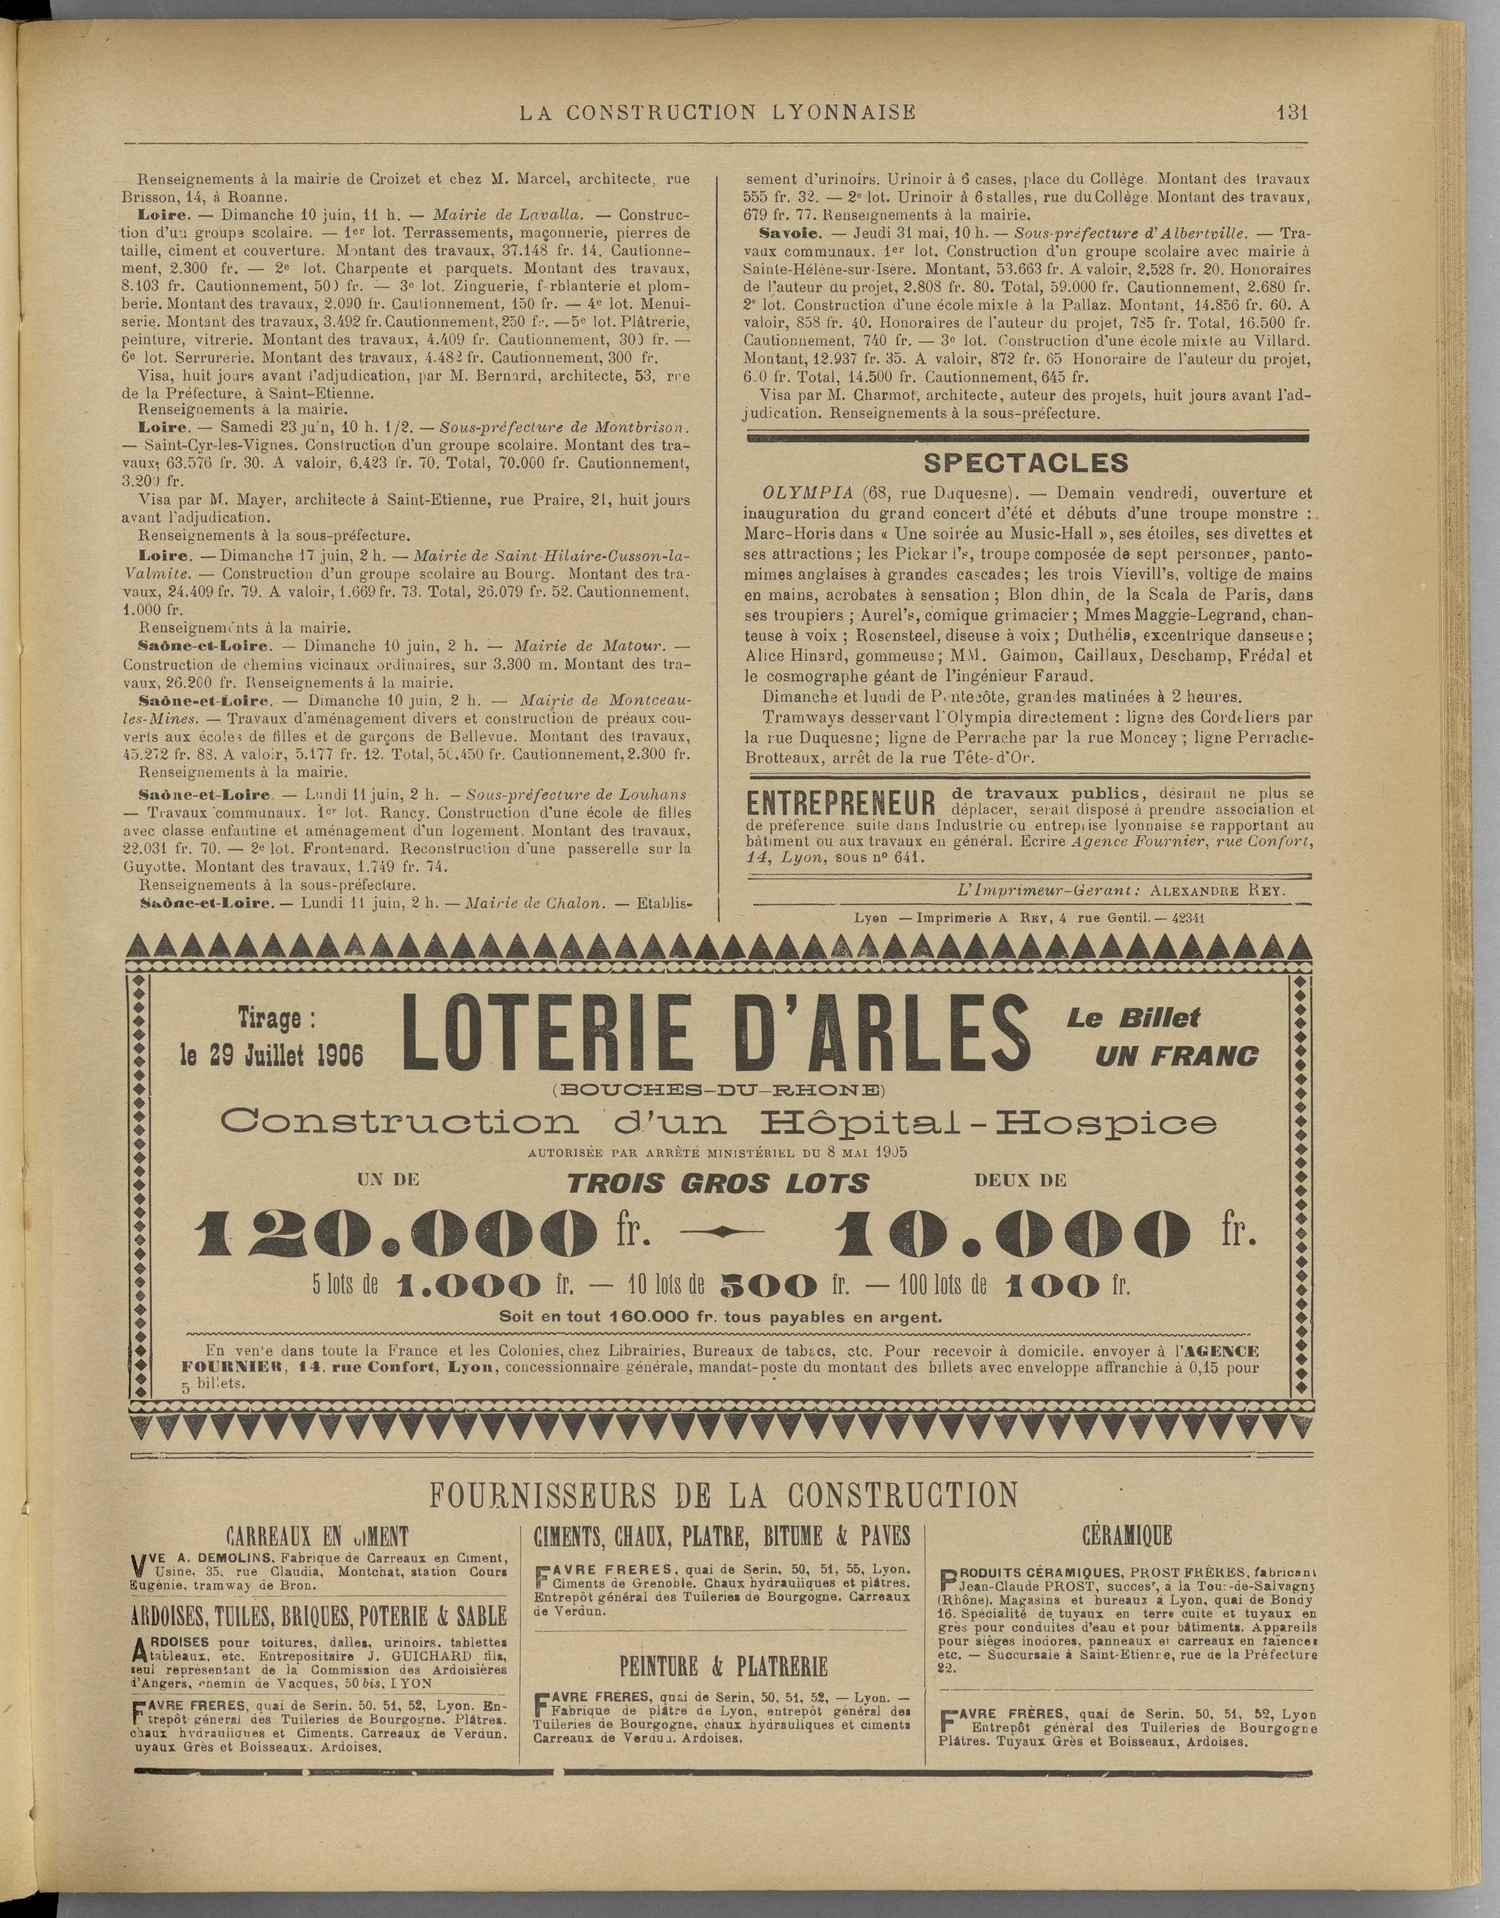 LA CONSTRUCTION LYONNAISE 131
Renseignements à la mairie de Croizet et chez M. Marcel, architecte, rue
Brisson, 14, à Roanne.
Loire. — Dimanche 10 juin, 11 h. — Mairie de Lavalla. — Construc-
tion d'un groupe scolaire. — 1er lot. Terrassements, maçonnerie, pierres de
taille, ciment et couverture. Montant des travaux, 37.148 fr. 14. Cautionne-
ment, 2.300 fr. — 2e lot. Charpente et parquets. Montant des travaux,
8.103 fr. Cautionnement, 500 fr. — 3e lot. Zinguerie, ferblanterie et plom-
berie. Montant des travaux, 2.090 fr. Cautionnement, 150 fr. — 4e lot. Menui-
serie. Montant des travaux, 3.492 fr. Cautionnement, 250 fr. — 5e lot. Plâtrerie,
peinture, vitrerie. Montant des travaux, 4.409 fr. Cautionnement, 300 fr. —
6e lot. Serrurerie. Montant des travaux, 4.482 fr. Cautionnement, 300 fr.
Visa, huit jours avant l'adjudication, par M. Bernard, architecte, 53, rue
de la Préfecture, à Saint-Etienne.
Renseignements à la mairie.
Loire. — Samedi 23 juin, 10 h. 1/2. — Sous-préfecture de Montbrison.
— Saint-Cyr-les-Vignes. Construction d'un groupe scolaire. Montant des tra-
vaux, 63.576 fr. 30. A valoir, 6.423 fr. 70. Total, 70.000 fr. Cautionnement,
3.200 fr.
Visa par M. Mayer, architecte à Saint-Etienne, rue Praire, 21, huit jours
avant l'adjudication.
Renseignements à la sous-préfecture.
Loire. — Dimanche 17 juin, 2 h. — Mairie de Saint-Hilaire-Cusson-la-
Valmite. — Construction d'un groupe scolaire au Bourg. Montant des tra-
vaux, 24.409 fr. 79. A valoir, 1.669 fr. 73. Total, 26.079 fr. 52. Cautionnement,
1.000 fr.
Renseignements à la mairie.
Saône-et-Loire. — Dimanche 10 juin, 2 h. — Mairie de Matour. —
Construction de chemins vicinaux ordinaires, sur 3.300 m. Montant des tra-
vaux, 26.200 fr. Renseignements à la mairie.
Saône-et-Loire. — Dimanche 10 juin, 2 h. — Mairie de Montceau-
les-Mines. — Travaux d'aménagement divers et construction de préaux cou-
verts aux écoles de filles et de garçons de Bellevue. Montant des travaux,
45.272 fr. 88. A valoir, 5.177 fr. 12. Total, 50.450 fr. Cautionnement, 2.300 fr.
Renseignements à la mairie.
Saône-et-Loire. — Lundi 11 juin, 2 h. — Sous-préfecture de Louhans
— Travaux communaux. 1er lot. Rancy. Construction d'une école de filles
avec classe enfantine et aménagement d'un logement. Montant des travaux,
22.031 fr. 70. — 2e lot. Frontenard. Reconstruction d'une passerelle sur la
Guyotte. Montant des travaux, 1.749 fr. 74.
Renseignements à la sous-préfecture.
Saône-et-Loire. — Lundi 11 juin, 2 h. — Mairie de Chalon. — Etablis-
sement d'urinoirs. Urinoir à 6 cases, place du Collège. Montant des travaux
555 fr. 32. — 2e lot. Urinoir à 6 stalles, rue du Collège. Montant des travaux,
679 fr. 77. Renseignements à la mairie.
Savoie. — Jeudi 31 mai, 10 h. — Sous-préfecture d'Albertville. — Tra-
vaux communaux. 1er lot. Construction d'un groupe scolaire avec mairie à
Sainte-Hélène-sur-Isère. Montant, 53.663 fr. A valoir, 2.528 fr. 20. Honoraires
de l'auteur du projet, 2.808 fr. 80. Total, 59.000 fr. Cautionnement, 2.680 fr.
2e lot. Construction d'une école mixte à la Pallaz. Montant, 14.856 fr. 60. A
valoir, 858 fr. 40. Honoraires de l'auteur du projet, 785 fr. Total, 16.500 fr.
Cautionnement, 740 fr. — 3e lot. Construction d'une école mixte au Villard.
Montant, 12.937 fr. 35. A valoir, 872 fr. 65 Honoraire de l'auteur du projet,
fr. Total, 14.500 fr. Cautionnement, 645 fr.
Visa par M. Charmot, architecte, auteur des projets, huit jours avant l'ad-
judication. Renseignements à la sous-préfecture.
SPECTACLES
OLYMPIA (68, rue Duquesne). — Demain vendredi, ouverture et
inauguration du grand concert d'été et débuts d'une troupe monstre :
Marc-Horis dans « Une soirée au Music-Hall », ses étoiles, ses divettes et
ses attractions ; les Pickar l's, troupe composée de sept personnes, panto-
mimes anglaises à grandes cascades ; les trois Vievill's, voltige de mains
en mains, acrobates à sensation ; Blon dhin, de la Scala de Paris, dans
ses troupiers ; Aurel's, comique grimacier ; Mmes Maggie-Legrand, chan-
teuse à voix ; Rosensteel, diseuse à voix ; Duthélia, excentrique danseuse ;
Alice Hinard, gommeuse ; MM. Gaimon, Caillaux, Deschamp, Frédal et
le cosmographe géant de l'ingénieur Faraud.
Dimanche et lundi de Pentecôte, grandes matinées à 2 heures.
Tramways desservant l'Olympia directement : ligne des Cordeliers par
la rue Duquesne ; ligne de Perrache par la rue Moncey ; ligne Perrache-
Brotteaux, arrêt de la rue Tête-d'Or.
ENTREPRENEUR de travaux publics, désirant ne plus se
déplacer, serait disposé à prendre association et
de préférence suite dans Industrie ou entreprise lyonnaise se rapportant au
bâtiment ou aux travaux en général. Ecrire Agence Fournier, rue Confort,
14, Lyon, sous n° 641.
L'Imprimeur-Gerant : ALEXANDRE REY.
Lyon — Imprimerie A REY, 4 rue Gentil. — 42341
Tirage :
le 29 Juillet 1906
LOTERIE D'ARLES
Le Billet
UN FRANC
(BOUCHES-DU-RHONE)
Construction d'un Hôpital-Hospice
AUTORISÉE PAR ARRÊTÉ MINISTÉRIEL DU 8 MAI 1905
UN DE TROIS GROS LOTS DEUX DE
120.000 fr. — 10.000 fr.
5 lots de 1.000 fr. — 10 lots de 500 fr. — 100 lots de 100 fr.
Soit en tout 160.000 fr. tous payables en argent.
En vente dans toute la France et les Colonies, chez Librairies, Bureaux de tabacs, etc. Pour recevoir à domicile. envoyer à l'AGENCE
FOURNIER, 14, rue Confort, Lyon, concessionnaire générale, mandat-poste du montant des billets avec enveloppe affranchie à 0,15 pour
5 billets.
FOURNISSEURS DE LA CONSTRUCTION
CARREAUX EN CIMENT
VVE A. DEMOLINS, Fabrique de Carreaux en Ciment,
Usine, 35, rue Claudia, Montchat, station Cours
Eugénie, tramway de Bron.
ARDOISES, TUILES, BRIQUES, POTERIE & SABLE
ARDOISES pour toitures, dalles, urinoirs, tablettes
tableaux, etc. Entrepositaire J. GUICHARD fils,
seul représentant de la Commission des Ardoisières
d'Angers, chemin de Vacques, 50 bis, LYON
FAVRE FRERES, quai de Serin, 50, 51, 52, Lyon. En-
trepôt général des Tuileries de Bourgogne. Plâtres.
chaux hydrauliques et Ciments. Carreaux de Verdun.
uyaux Grès et Boisseaux. Ardoises.
CIMENTS, CHAUX, PLATRE, BITUME & PAVÉS
FAVRE FRERES, quai de Serin, 50, 51, 55, Lyon.
Ciments de Grenoble. Chaux hydrauliques et plâtres.
Entrepôt général des Tuileries de Bourgogne. Carreaux
de Verdun.
PEINTURE & PLATRERIE
FAVRE FRÈRES, quai de Serin, 50, 51, 52, — Lyon. —
Fabrique de plâtre de Lyon, entrepôt général des
Tuileries de Bourgogne, chaux hydrauliques et ciments
Carreaux de Verdun. Ardoises.
CÉRAMIQUE
PRODUITS CÉRAMIQUES, PROST FRÈRES, fabricant
Jean-Claude PROST, succes', à la Tour-de-Salvagny
(Rhône). Magasins et bureaux à Lyon, quai de Bondy
16. Spécialité de tuyaux en terre cuite et tuyaux en
grès pour conduites d'eau et pour bâtiments. Appareils
pour sièges inodores, panneaux et carreaux en faïences
etc. — Succursale à Saint-Etienne, rue de la Préfecture
22.
FAVRE FRÈRES, quai de Serin, 50, 51, 52, Lyon
Entrepôt général des Tuileries de Bourgogne
Plâtres. Tuyaux Grès et Boisseaux, Ardoises.